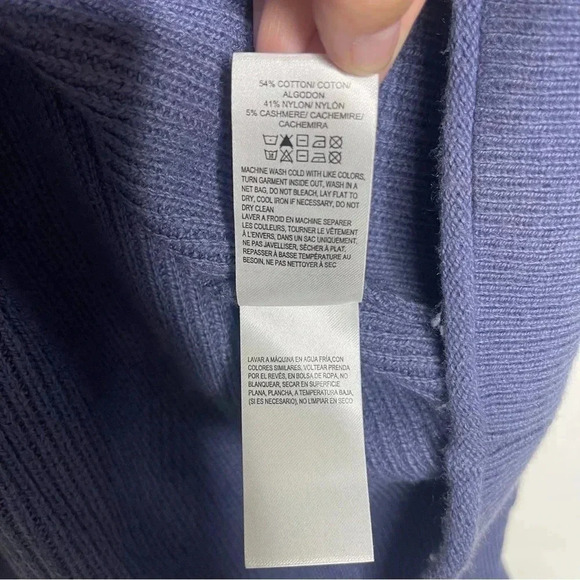 54% COTTON/ COTON/
ALGODON
41% NYLON/ NYLÓN
5% CASHMERE/ CACHEMIRE/
CACHEMIRA
MACHINE WASH COLD WITH LIKE COLORS,
TURN GARMENT INSIDE OUT, WASH IN A
NET BAG, DO NOT BLEACH, LAY FLAT TO
DRY, COOL IRON IF NECESSARY, DO NOT
DRY CLEAN
LAVER A FROID EN MACHINE SEPARER
LES COULEURS, TOURNER LE VÊTEMENT
À L'ENVERS, DANS UN SAC UNIQUEMENT,
NE PAS JAVELLISER, SÉCHER À PLAT.
REPASSER À BASSE TEMPÉRATURE AU
BESOIN, NE PAS NETTOYER À SEC
LAVAR A MÁQUINA EN AGUA FRÍA,CON
COLORES SIMILARES, VOLTEAR PRENDA
POR EL REVÉS, EN BOLSA DE ROPA, NO
BLANQUEAR, SECAR EN SUPERFICIE
PLANA, PLANCHA, A TEMPERATURA BAJA,
(SI ES NECESARIO), NO LIMPIAR EN SECO